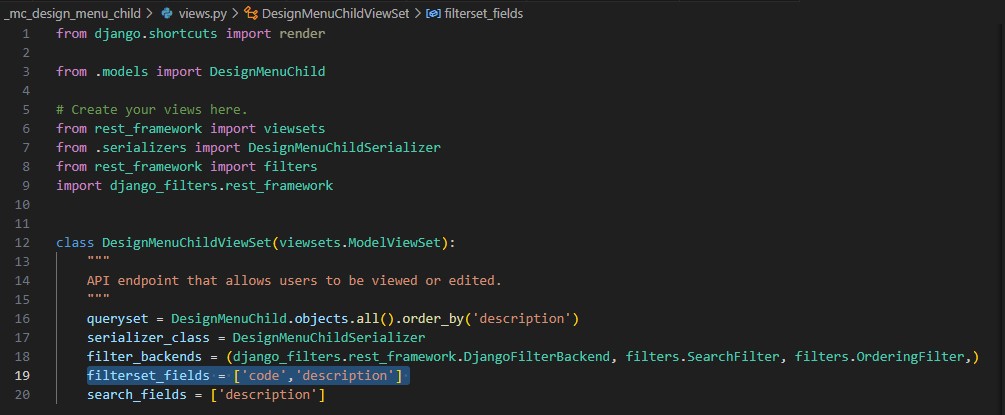 _mc_design_menu_child > views.py > DesignMenuChildViewSet > filterset_fields
1 from django.shortcuts import render
2
3 from .models import DesignMenuChild
4
5 # Create your views here.
6 from rest_framework import viewsets
7 from .serializers import DesignMenuChildSerializer
8 from rest_framework import filters
9 import django_filters.rest_framework
10
11
12 class DesignMenuChildViewSet(viewsets.ModelViewSet):
13     """
14     API endpoint that allows users to be viewed or edited.
15     """
16     queryset = DesignMenuChild.objects.all().order_by('description')
17     serializer_class = DesignMenuChildSerializer
18     filter_backends = (django_filters.rest_framework.DjangoFilterBackend, filters.SearchFilter, filters.OrderingFilter,)
19     filterset_fields = ['code','description']
20     search_fields = ['description']